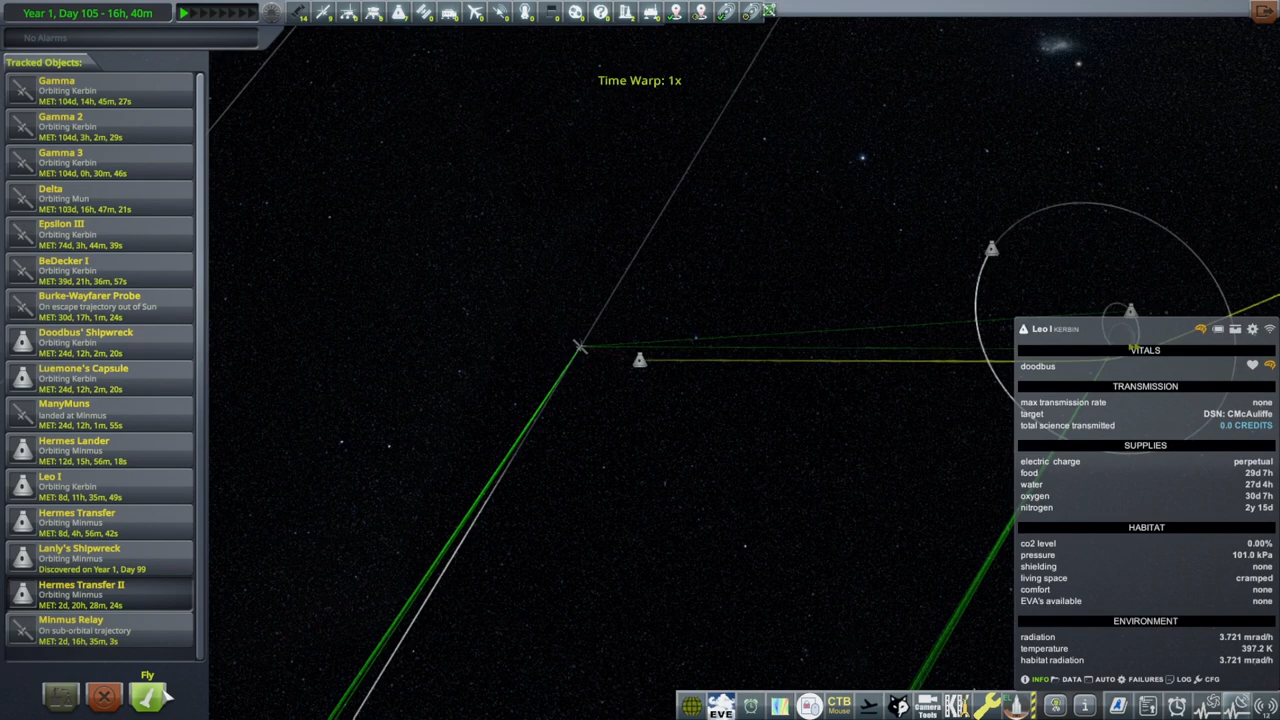 Year 1, Day 105 - 16h, 40m
14
No Alarms
Tracked Objects:
Time Warp: 1x
Gamma
Orbiting Kerbin
MET: 104d, 14h, 45m, 27s
Gamma 2
Orbiting Kerbin
MET: 104d, 3h, 2m, 29s
Gamma 3
Orbiting Kerbin
MET: 104d, 0h, 30m, 46s
Delta
Orbiting Mun
MET: 103d, 16h, 47m, 21s
Epsilon III
Orbiting Kerbin
MET: 74d, 3h, 44m, 39s
BeDecker I
Orbiting Kerbin
MET: 39d, 21h, 36m, 57s
Burke-Wayfarer Probe
On escape trajectory out of Sun
MET: 30d, 17h, 1m, 24s
Doodbus' Shipwreck
Orbiting Kerbin
MET: 24d, 12h, 2m, 20s
Luemone's Capsule
Orbiting Kerbin
MET: 24d, 12h, 2m, 20s
ManyMuns
landed at Minmus
MET: 24d, 12h, 1m, 55s
Hermes Lander
Orbiting Minmus
MET: 12d, 15h, 56m, 18s
Leo I
Orbiting Kerbin
MET: 8d, 11h, 35m, 49s
Hermes Transfer
Orbiting Minmus
MET: 8d, 4h, 56m, 42s
Lanly's Shipwreck
Orbiting Minmus
Discovered on Year 1, Day 99
Hermes Transfer II
Orbiting Minmus
MET: 2d, 20h, 28m, 24s
Minmus Relay
On sub-orbital trajectory
MET: 2d, 16h, 35m, 3s
Fly
Leo I KERBIN
VITALS
doodbus
TRANSMISSION
max transmission rate none
target DSN: CMcAuliffe
total science transmitted 0.0 CREDITS
SUPPLIES
electric charge perpetual
food 29d 7h
water 27d 4h
oxygen 30d 7h
nitrogen 2y 15d
HABITAT
co2 level 0.00%
pressure 101.0 kPa
shielding none
living space cramped
comfort none
EVA's available none
ENVIRONMENT
radiation 3.721 mrad/h
temperature 397.2 K
habitat radiation 3.721 mrad/h
INFO DATA AUTO FAILURES LOG CFG
EVE
CTB
Mouse
Camera
Tools